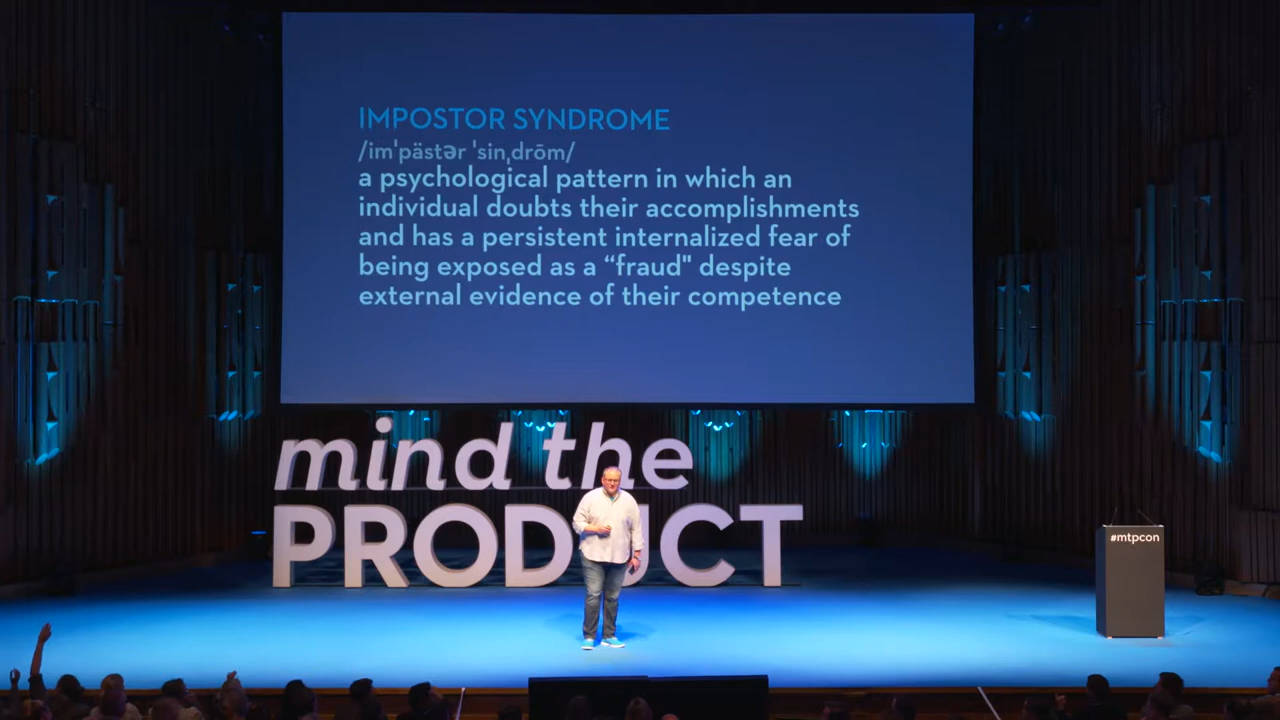 IMPOSTOR SYNDROME
/imˈpästər ˈsinˌdrōm/
a psychological pattern in which an
individual doubts their accomplishments
and has a persistent internalized fear of
being exposed as a “fraud" despite
external evidence of their competence
mind the
PRODUCT
#mtpcon